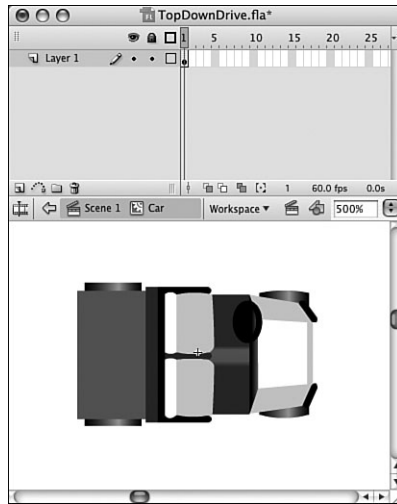 TopDownDrive.fla*
1 5 10 15 20 25
Layer 1
1 60.0 fps 0.0s
Scene 1 Car Workspace 500%